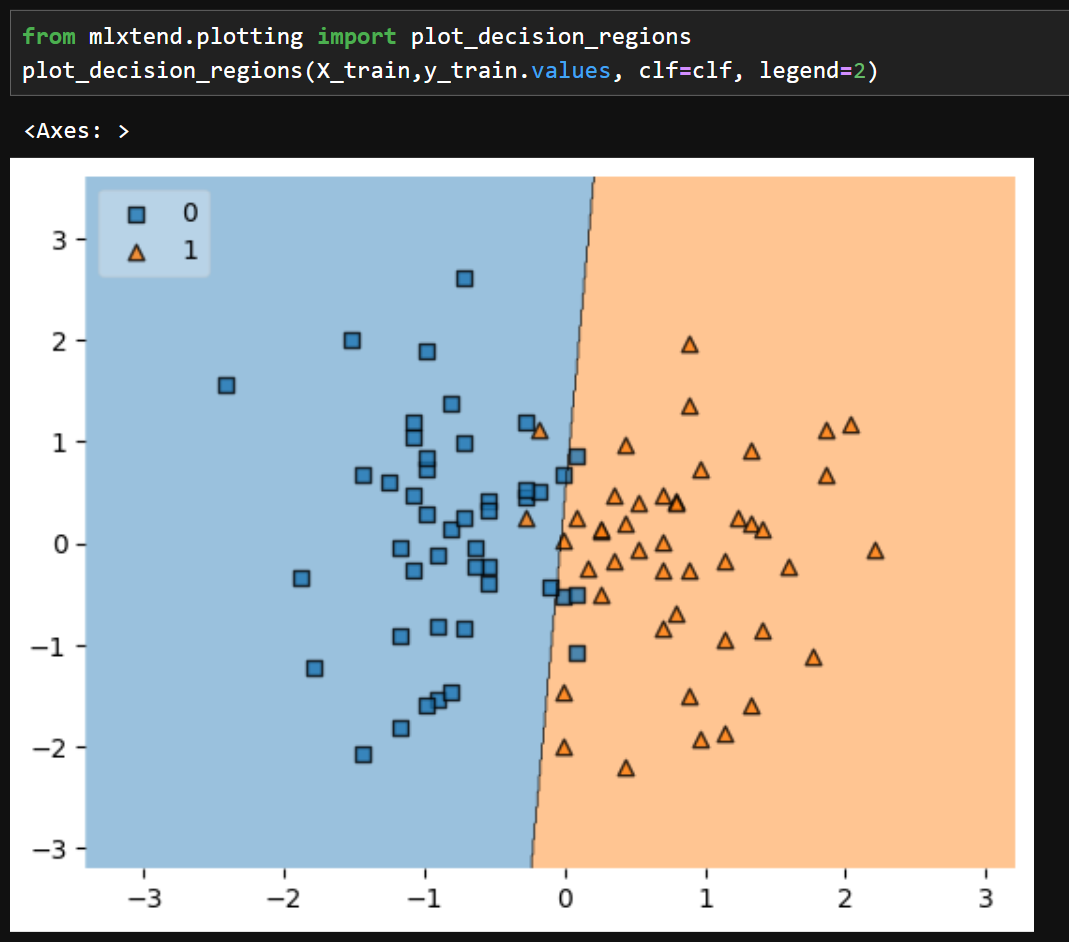 from mlxtend.plotting import plot_decision_regions
plot_decision_regions(X_train,y_train.values, clf=clf, legend=2)
<Axes: >
0
1
3
2
1
0
−1
−2
−3
−3 −2 −1 0 1 2 3